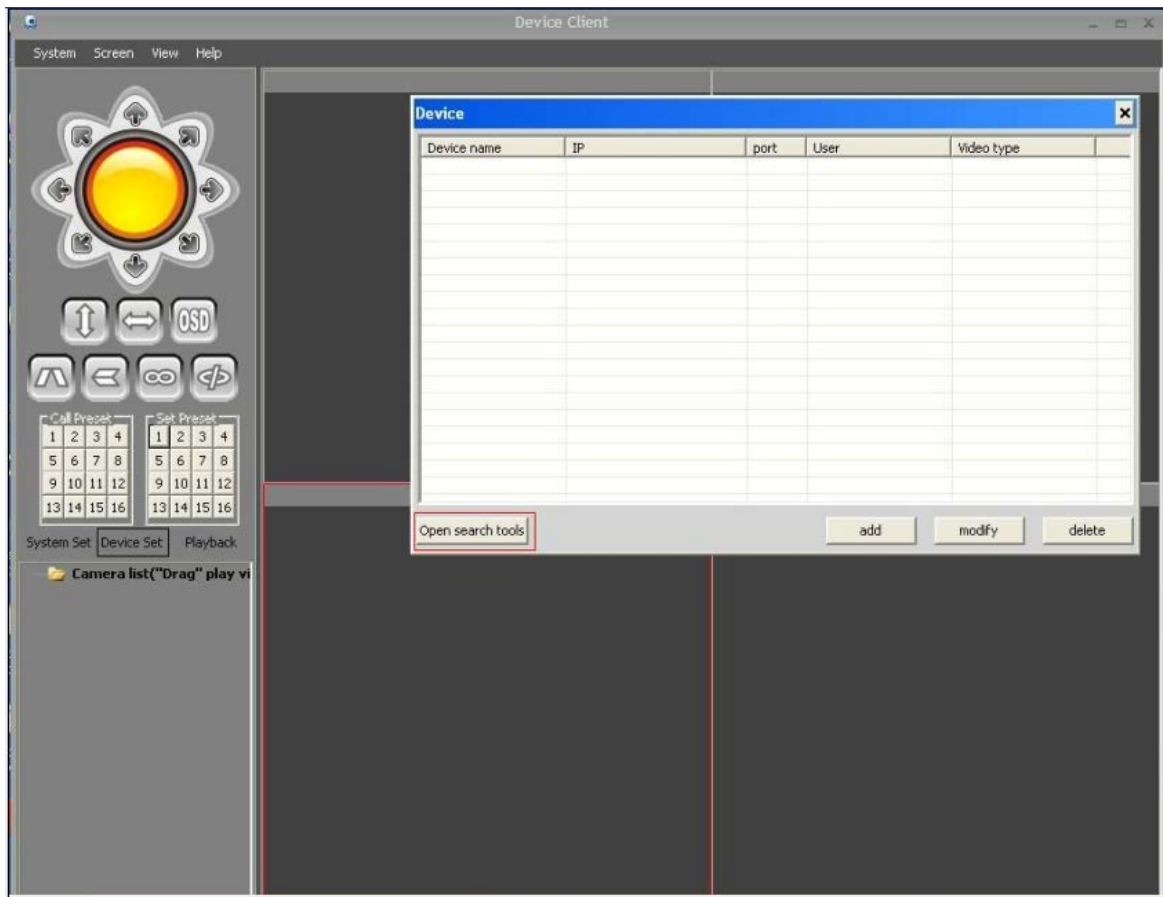 Device Client
System Screen View Help
Device
Device name IP port User Video type
OSD
Call Preset Set Preset
1 2 3 4 1 2 3 4
5 6 7 8 5 6 7 8
9 10 11 12 9 10 11 12
13 14 15 16 13 14 15 16
Open search tools add modify delete
System Set Device Set Playback
Camera list("Drag" play vi